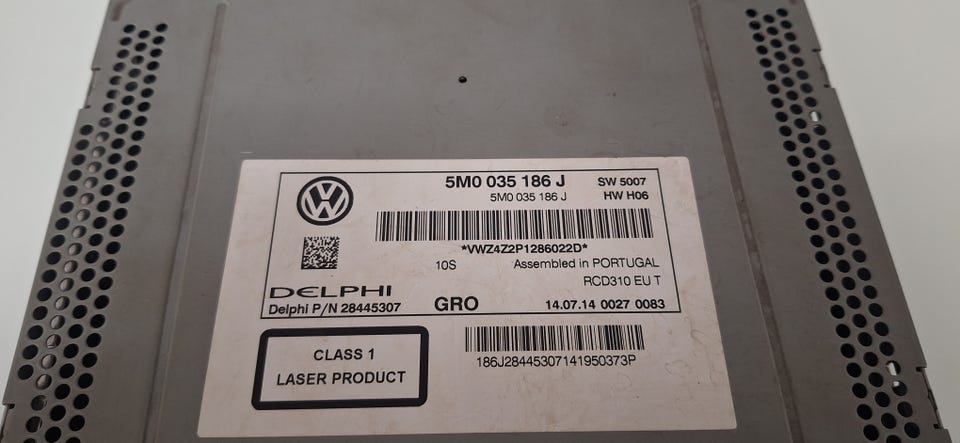 5M0 035 186 J SW 5007
5M0 035 186 J HW H06
*VWZ4Z2P1286022D*
10S Assembled in PORTUGAL
RCD310 EU T
DELPHI
Delphi P/N 28445307 GRO 14.07.14 0027 0083
CLASS 1
LASER PRODUCT
186J28445307141950373P